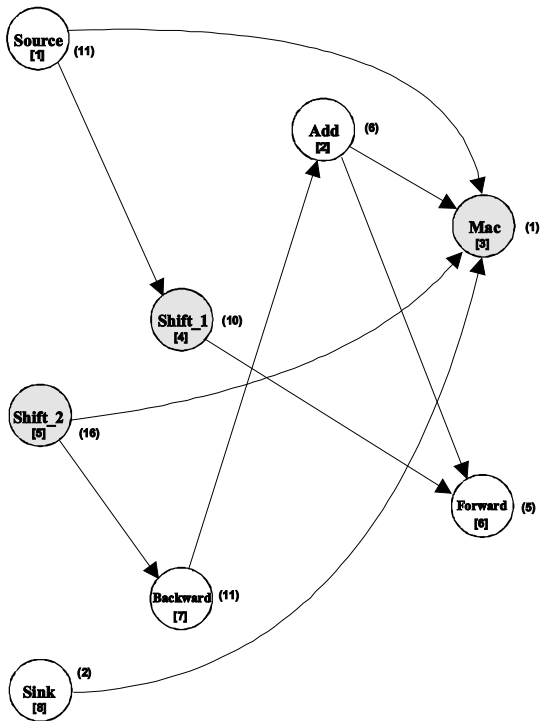 Source
[1]
(11)
Add
[2]
(6)
Mac
[3]
(1)
Shift_1
[4]
(10)
Shift_2
[5]
(16)
Forward
[6]
(5)
Backward
[7]
(11)
Sink
[8]
(2)